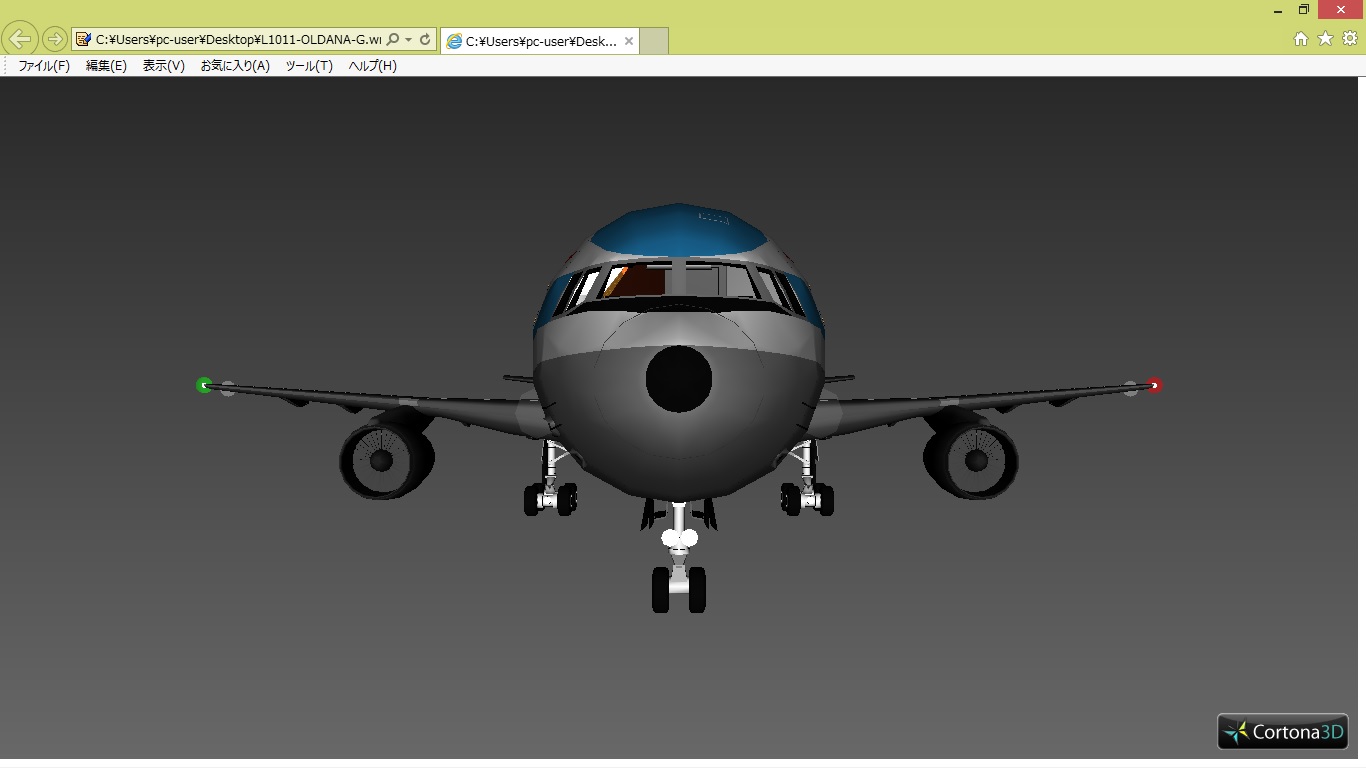 C:¥Users¥pc-user¥Desktop¥L1011-OLDANA-G.wr
C:¥Users¥pc-user¥Desk...
ファイル(F) 編集(E) 表示(V) お気に入り(A) ツール(T) ヘルプ(H)
Cortona3D